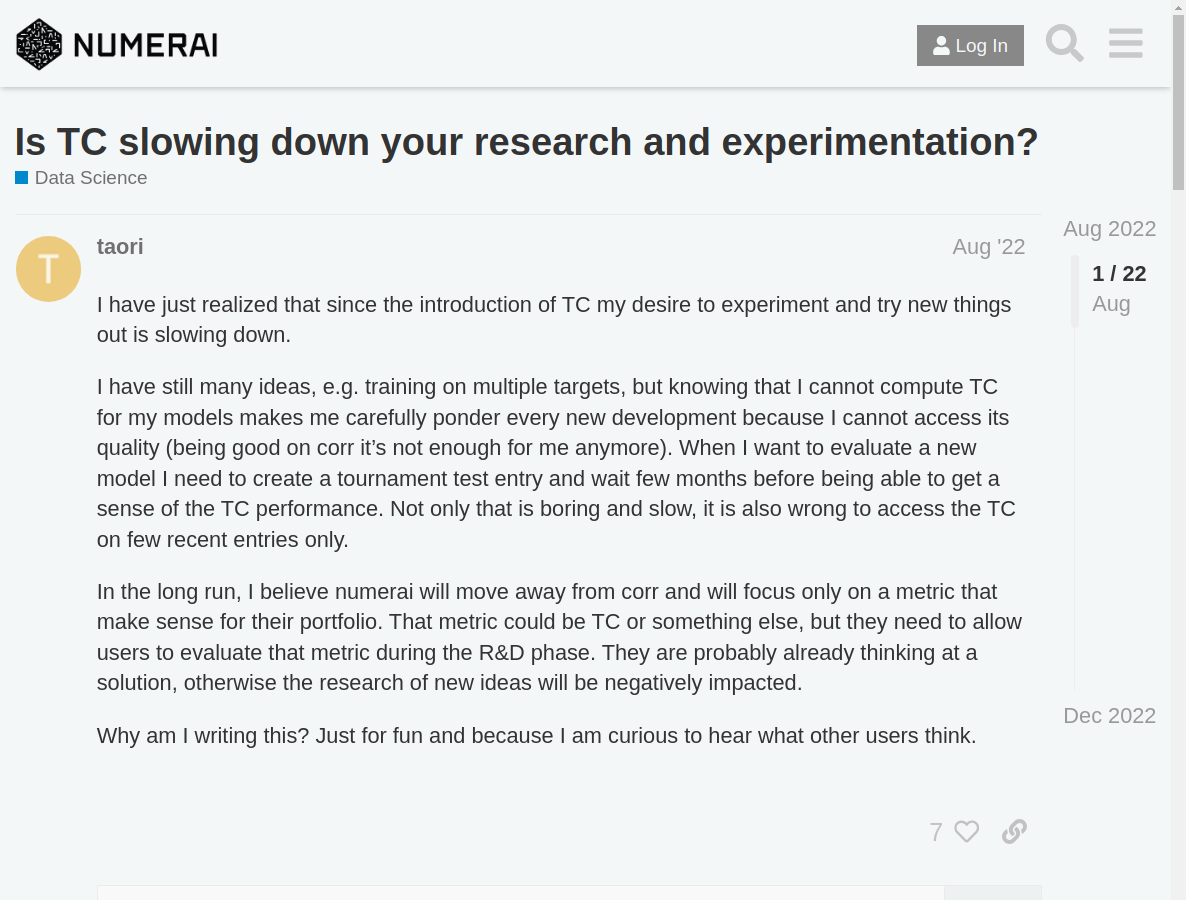 NUMERAI
Log In
Is TC slowing down your research and experimentation?
Data Science
T
taori
Aug '22
I have just realized that since the introduction of TC my desire to experiment and try new things
out is slowing down.
I have still many ideas, e.g. training on multiple targets, but knowing that I cannot compute TC
for my models makes me carefully ponder every new development because I cannot access its
quality (being good on corr it’s not enough for me anymore). When I want to evaluate a new
model I need to create a tournament test entry and wait few months before being able to get a
sense of the TC performance. Not only that is boring and slow, it is also wrong to access the TC
on few recent entries only.
In the long run, I believe numerai will move away from corr and will focus only on a metric that
make sense for their portfolio. That metric could be TC or something else, but they need to allow
users to evaluate that metric during the R&D phase. They are probably already thinking at a
solution, otherwise the research of new ideas will be negatively impacted.
Why am I writing this? Just for fun and because I am curious to hear what other users think.
7
Aug 2022
1 / 22
Aug
Dec 2022